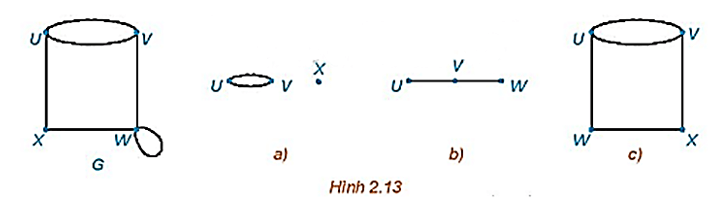 U V
X W
G
U V X
a)
U V W
b)
U V
W X
c)
Hình 2.13